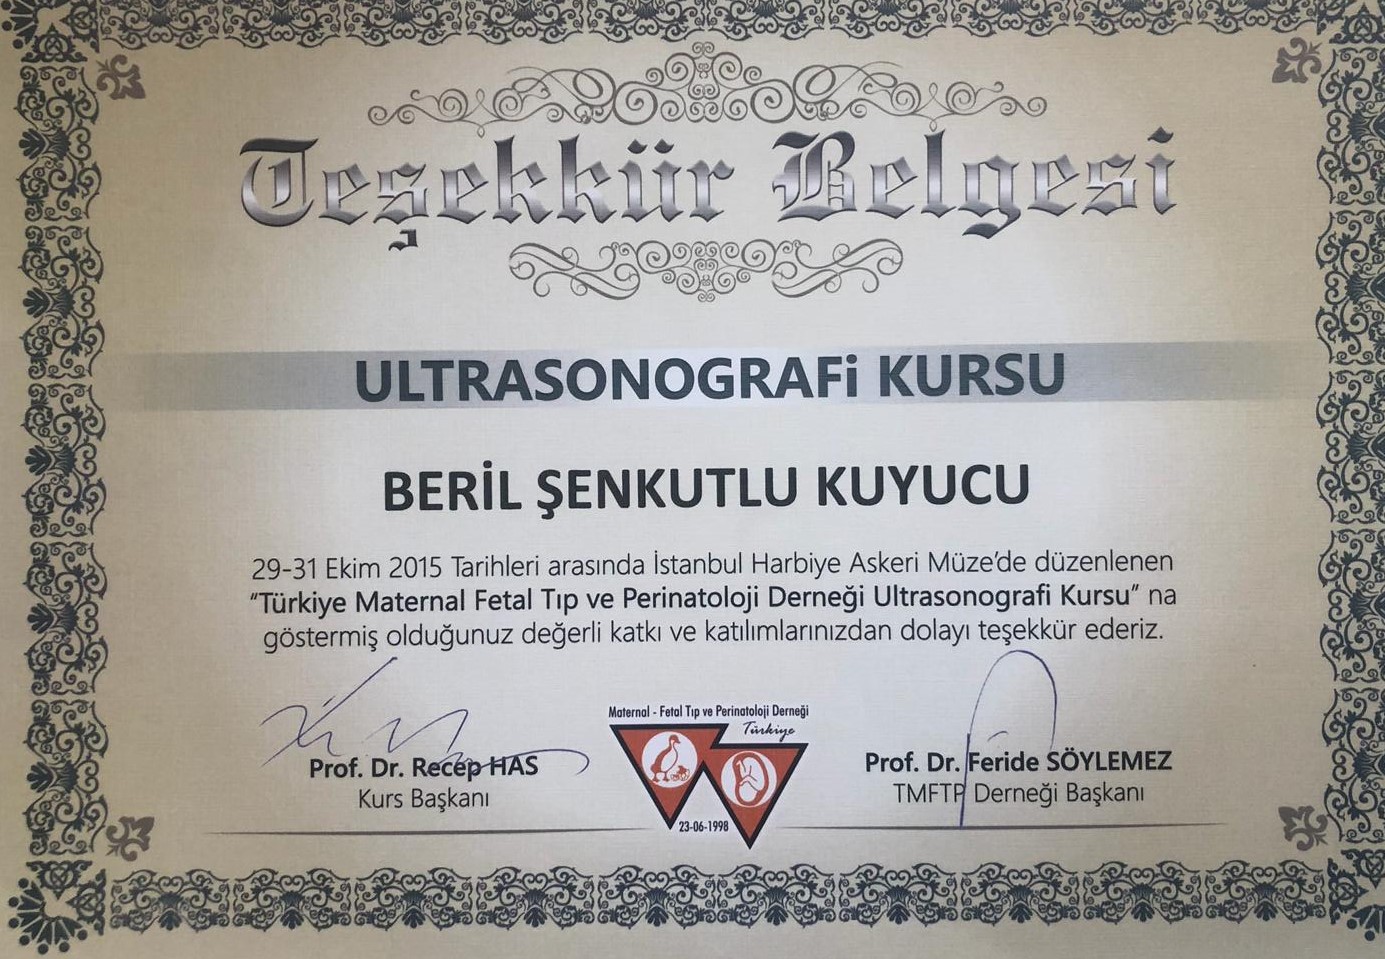 Teşekkür Belgesi
ULTRASONOGRAFi KURSU
BERİL ŞENKUTLU KUYUCU
29-31 Ekim 2015 Tarihleri arasında İstanbul Harbiye Askeri Müze'de düzenlenen
"Türkiye Maternal Fetal Tıp ve Perinatoloji Derneği Ultrasonografi Kursu" na
göstermiş olduğunuz değerli katkı ve katılımlarınızdan dolayı teşekkür ederiz.
Maternal - Fetal Tıp ve Perinatoloji Derneği
Türkiye
23-06-1998
Prof. Dr. Recep HAS
Kurs Başkanı
Prof. Dr. Feride SÖYLEMEZ
TMFTP Derneği Başkanı